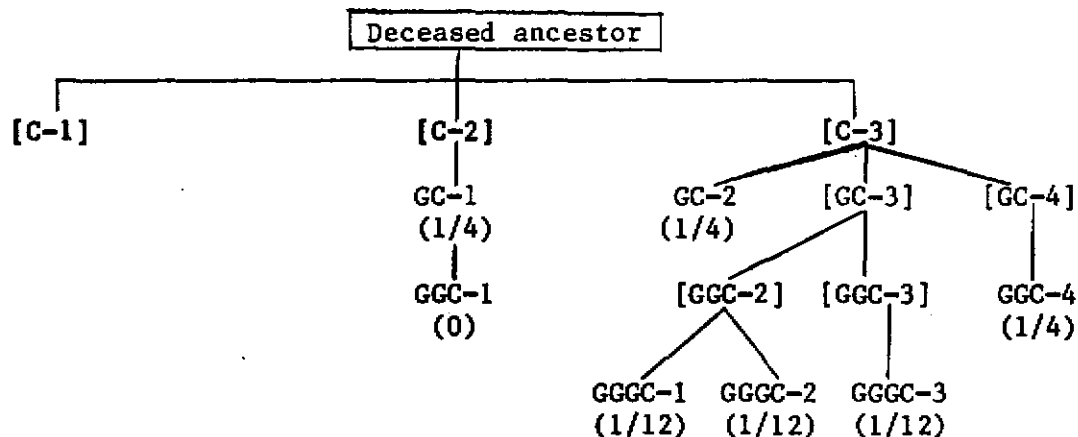 Deceased ancestor
[C-1] [C-2] [C-3]
GC-1 GC-2 [GC-3] [GC-4]
(1/4) (1/4)
GGC-1 [GGC-2] [GGC-3] GGC-4
(0) (1/4)
GGGC-1 GGGC-2 GGGC-3
(1/12) (1/12) (1/12)